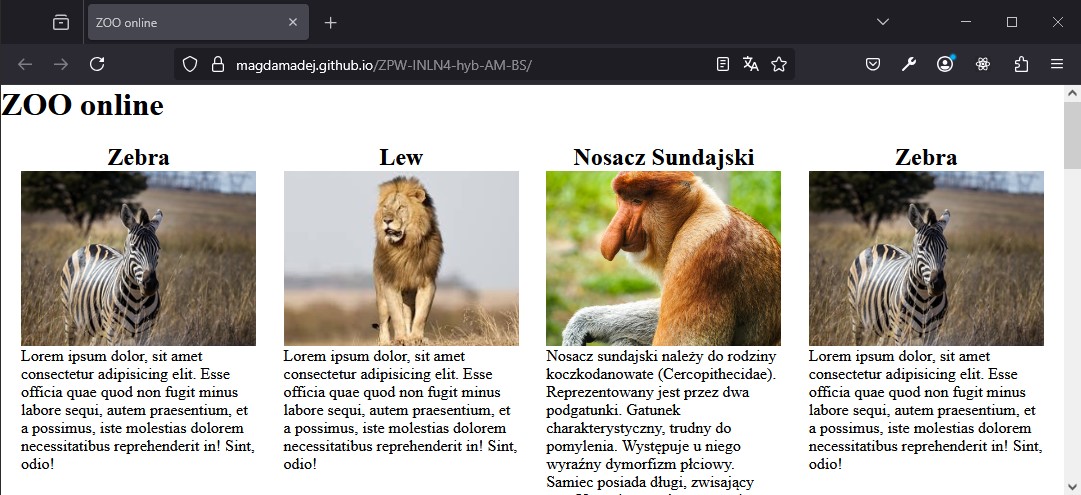 ZOO online
magdamadej.github.io/ZPW-INLN4-hyb-AM-BS/
ZOO online
Zebra
Lorem ipsum dolor, sit amet
consectetur adipisicing elit. Esse
officia quae quod non fugit minus
labore sequi, autem praesentium, et
a possimus, iste molestias dolorem
necessitatibus reprehenderit in! Sint,
odio!
Lew
Lorem ipsum dolor, sit amet
consectetur adipisicing elit. Esse
officia quae quod non fugit minus
labore sequi, autem praesentium, et
a possimus, iste molestias dolorem
necessitatibus reprehenderit in! Sint,
odio!
Nosacz Sundajski
Nosacz sundajski należy do rodziny
koczkodanowate (Cercopithecidae).
Reprezentowany jest przez dwa
podgatunki. Gatunek
charakterystyczny, trudny do
pomylenia. Występuje u niego
wyraźny dymorfizm płciowy.
Samiec posiada długi, zwisający
Zebra
Lorem ipsum dolor, sit amet
consectetur adipisicing elit. Esse
officia quae quod non fugit minus
labore sequi, autem praesentium, et
a possimus, iste molestias dolorem
necessitatibus reprehenderit in! Sint,
odio!